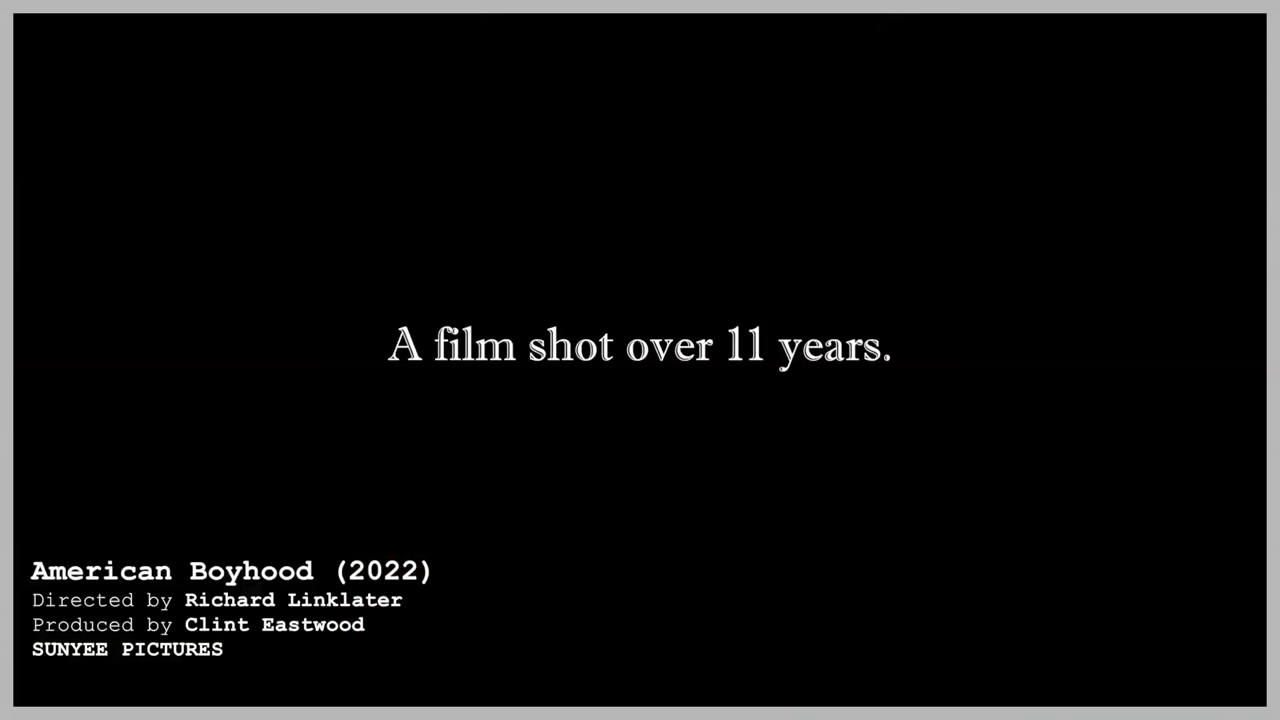 A film shot over 11 years.
American Boyhood (2022)
Directed by Richard Linklater
Produced by Clint Eastwood
SUNYEE PICTURES